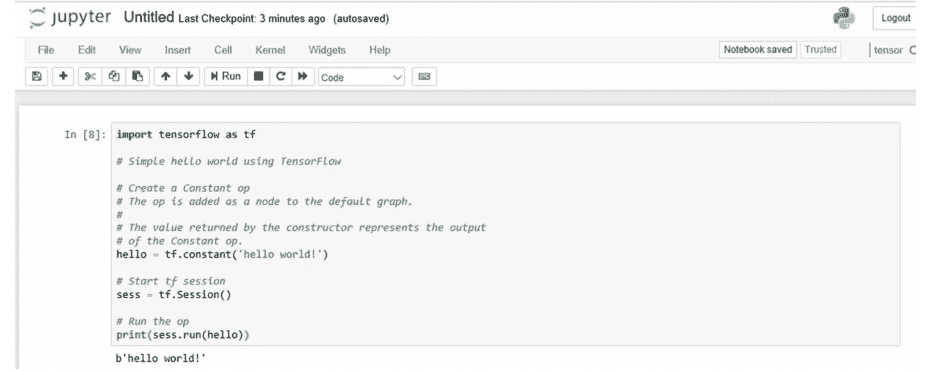 jupyter Untitled Last Checkpoint: 3 minutes ago (autosaved) Logout
File Edit View Insert Cell Kernel Widgets Help Notebook saved Trusted tensor
Run Code
In [8]: import tensorflow as tf
# Simple hello world using TensorFlow
# Create a Constant op
# The op is added as a node to the default graph.
#
# The value returned by the constructor represents the output
# of the Constant op.
hello = tf.constant('hello world!')
# Start tf session
sess = tf.Session()
# Run the op
print(sess.run(hello))
b'hello world!'